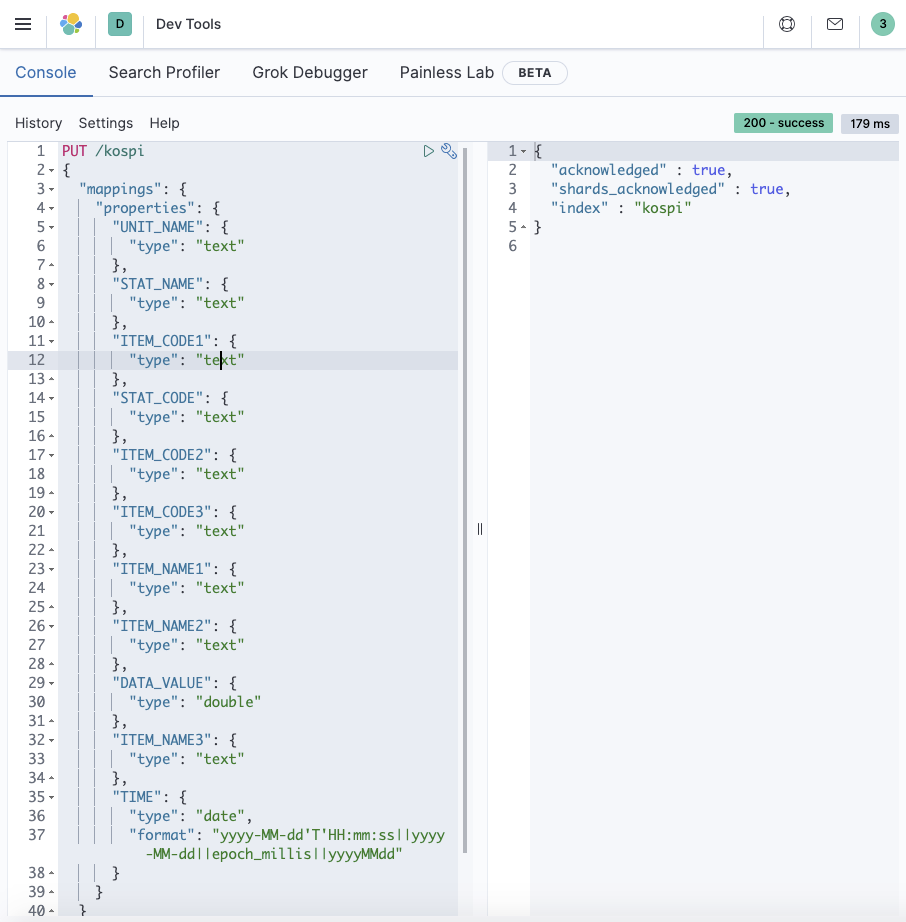 D Dev Tools 3
Console Search Profiler Grok Debugger Painless Lab BETA
History Settings Help 200 - success 179 ms
1 PUT /kospi
2 {
3 "mappings": {
4 "properties": {
5 "UNIT_NAME": {
6 "type": "text"
7 },
8 "STAT_NAME": {
9 "type": "text"
10 },
11 "ITEM_CODE1": {
12 "type": "text"
13 },
14 "STAT_CODE": {
15 "type": "text"
16 },
17 "ITEM_CODE2": {
18 "type": "text"
19 },
20 "ITEM_CODE3": {
21 "type": "text"
22 },
23 "ITEM_NAME1": {
24 "type": "text"
25 },
26 "ITEM_NAME2": {
27 "type": "text"
28 },
29 "DATA_VALUE": {
30 "type": "double"
31 },
32 "ITEM_NAME3": {
33 "type": "text"
34 },
35 "TIME": {
36 "type": "date",
37 "format": "yyyy-MM-dd'T'HH:mm:ss||yyyy
-MM-dd||epoch_millis||yyyyMMdd"
38 }
39 }
40 }
1 {
2 "acknowledged" : true,
3 "shards_acknowledged" : true,
4 "index" : "kospi"
5 }
6